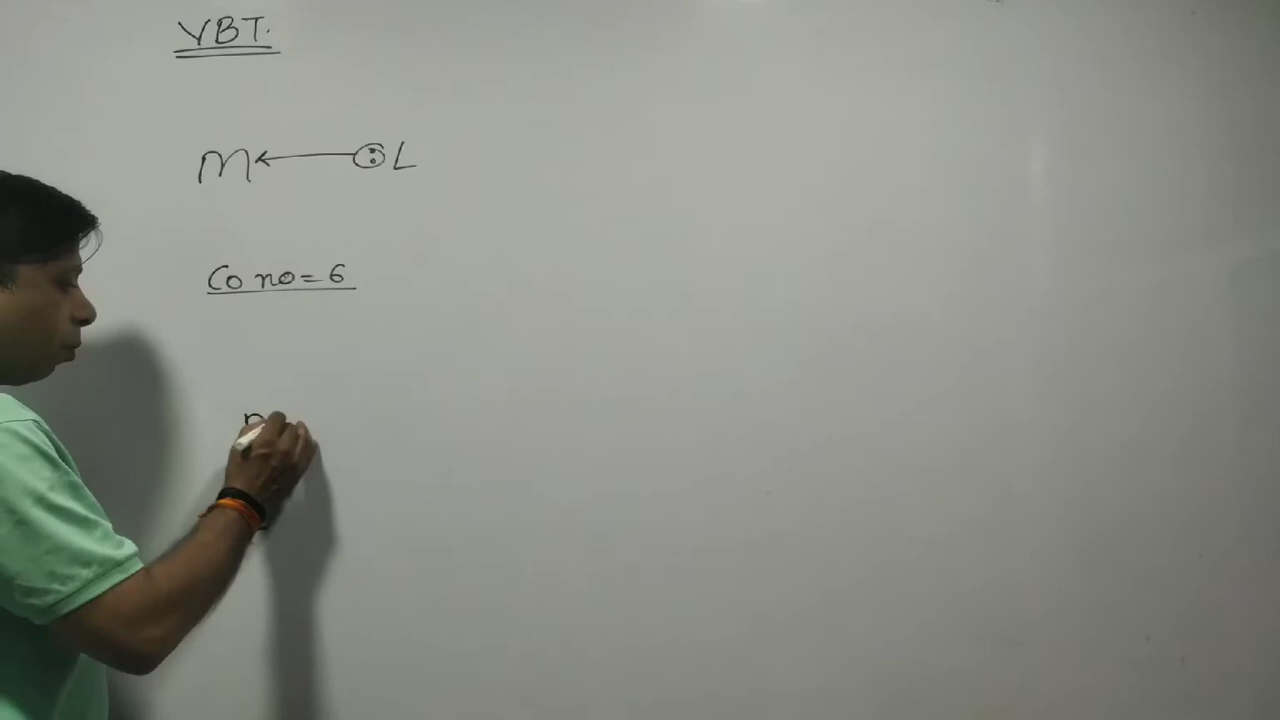 VBT.
M ← : L
Co no = 6